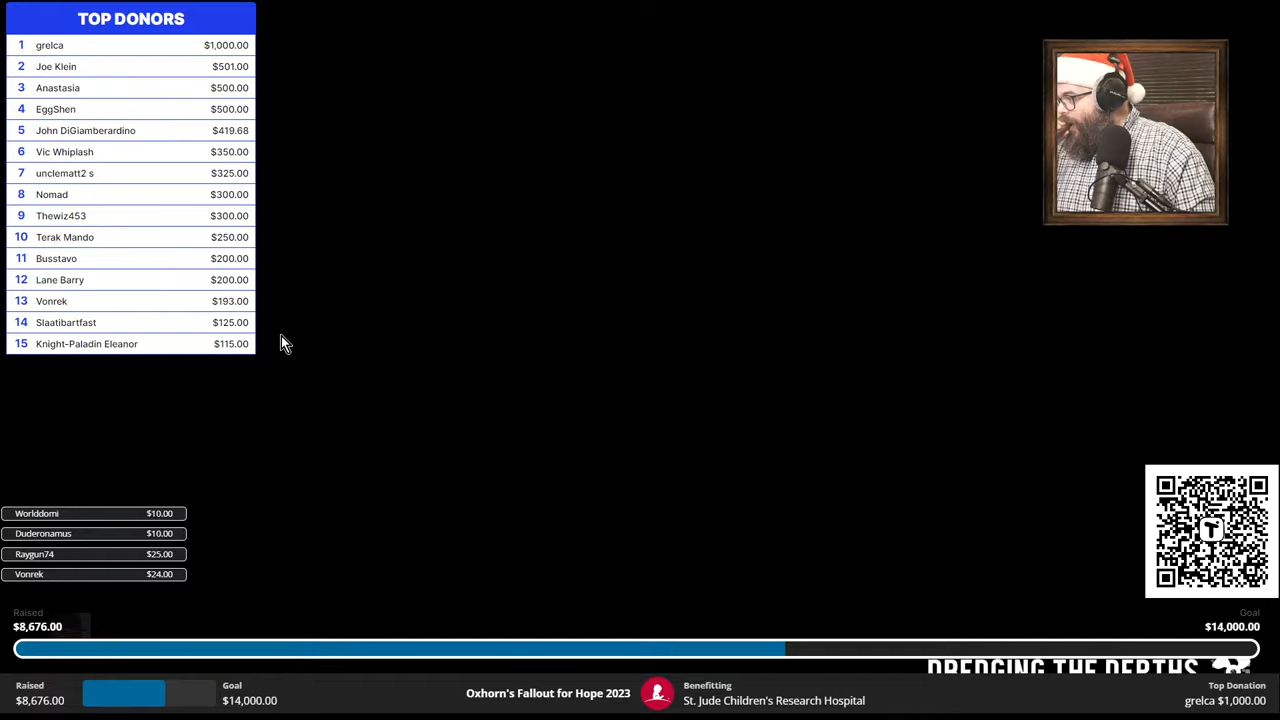 TOP DONORS
1 grelca $1,000.00
2 Joe Klein $501.00
3 Anastasia $500.00
4 EggShen $500.00
5 John DiGiamberardino $419.68
6 Vic Whiplash $350.00
7 unclematt2 s $325.00
8 Nomad $300.00
9 Thewiz453 $300.00
10 Terak Mando $250.00
11 Busstavo $200.00
12 Lane Barry $200.00
13 Vonrek $193.00
14 Slaatibartfast $125.00
15 Knight-Paladin Eleanor $115.00
Worlddomi $10.00
Duderonamus $10.00
Raygun74 $25.00
Vonrek $24.00
Raised Goal
$8,676.00 $14,000.00
DREDGING THE DEPTHS
Raised Goal Benefitting Top Donation
$8,676.00 $14,000.00 Oxhorn's Fallout for Hope 2023 St. Jude Children's Research Hospital grelca $1,000.00